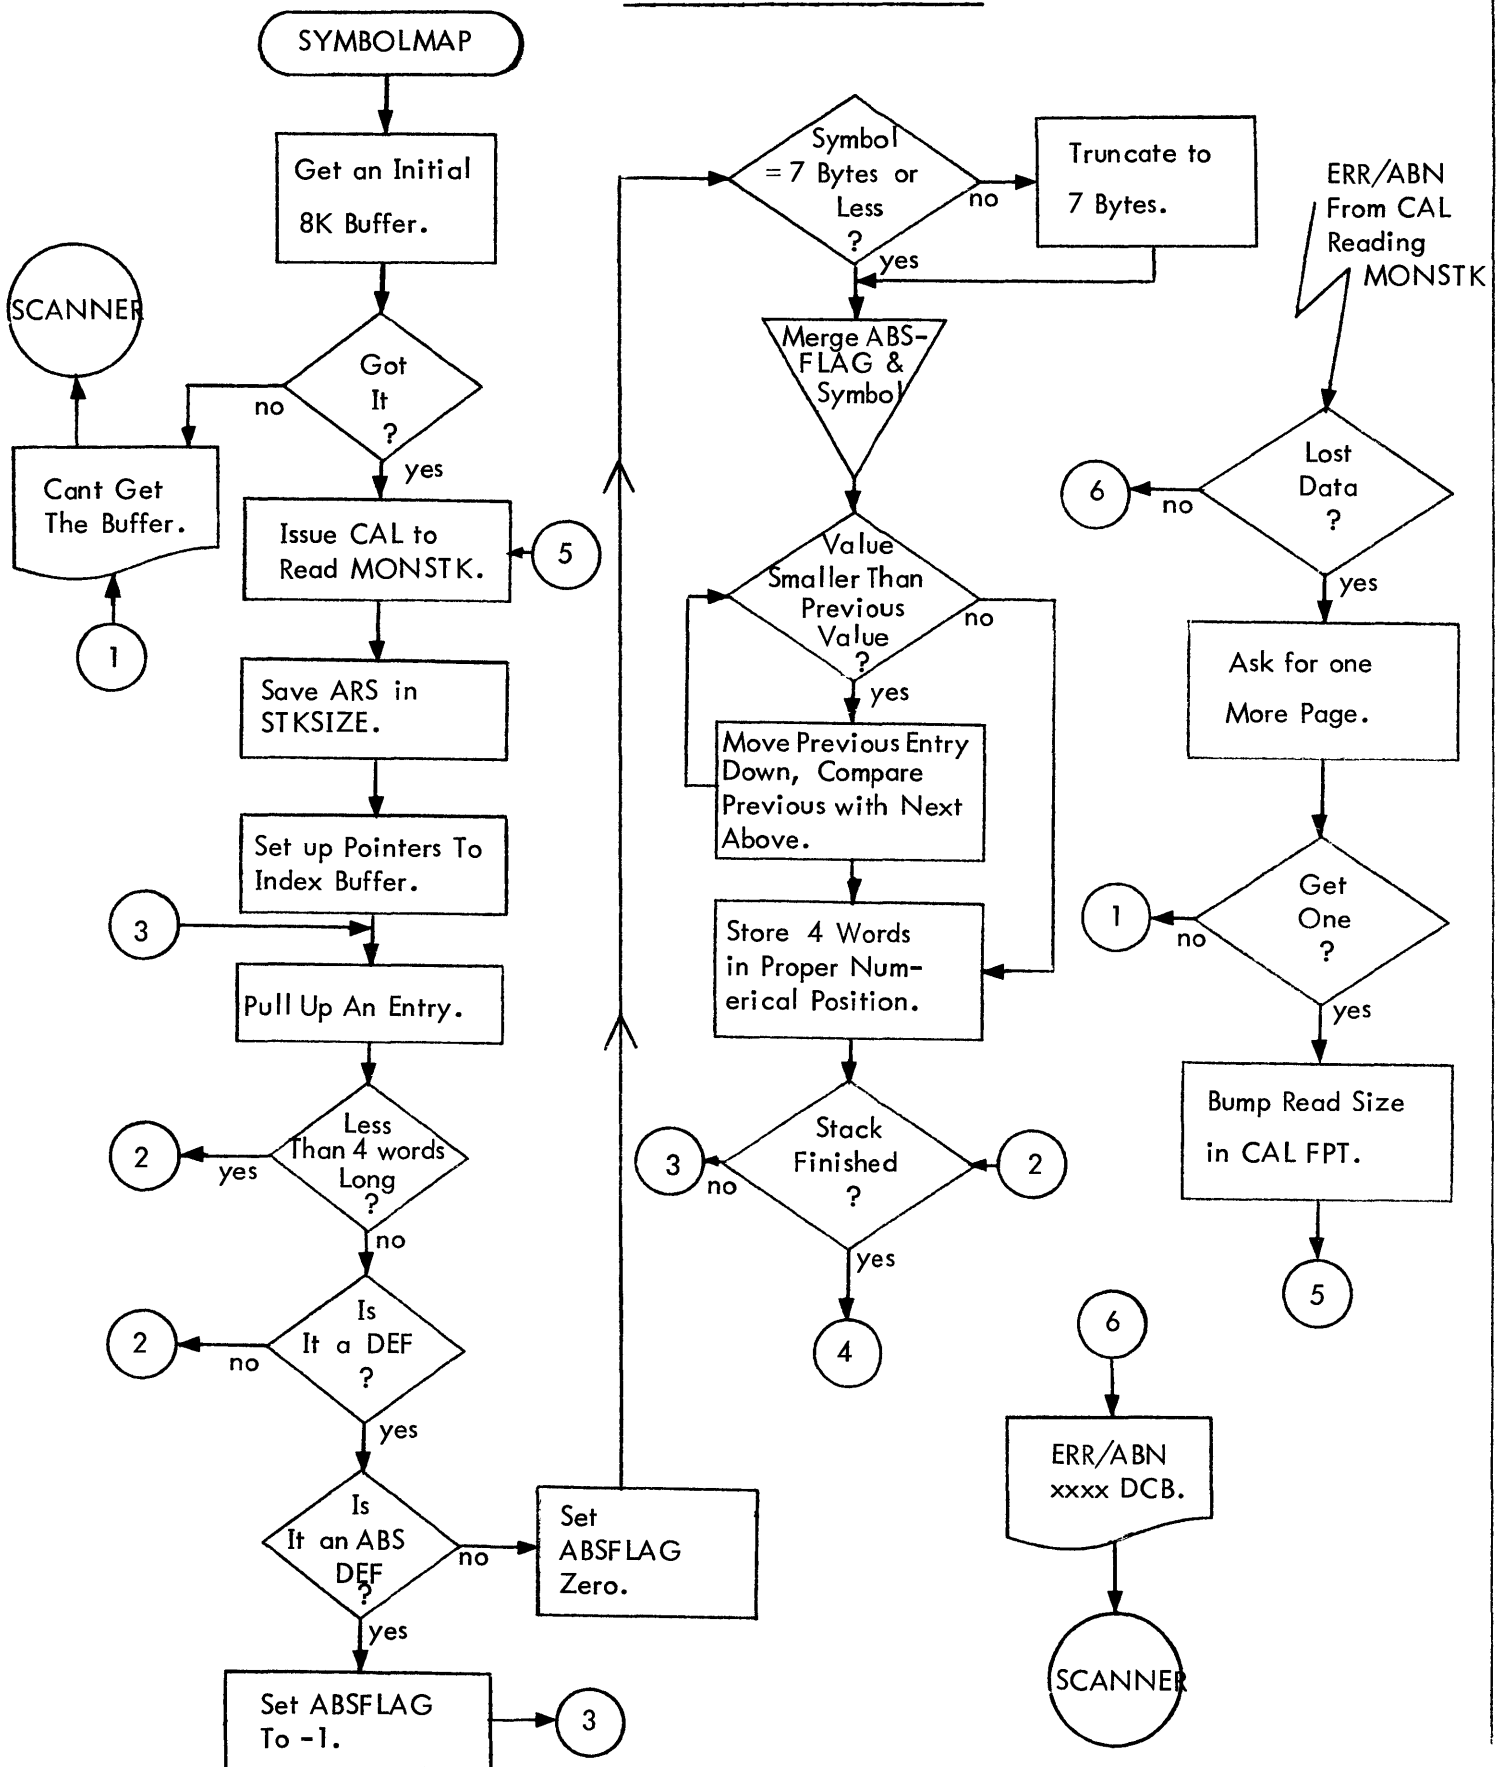 SYMBOLMAP
Get an Initial
8K Buffer.
SCANNER
Got
It
?
no
yes
Cant Get
The Buffer.
1
Issue CAL to
Read MONSTK.
5
Save ARS in
STKSIZE.
Set up Pointers To
Index Buffer.
3
Pull Up An Entry.
Less
Than 4 words
Long
?
yes
2
no
Is
It a DEF
?
no
2
yes
Is
It an ABS
DEF
?
no
yes
Set
ABSFLAG
Zero.
Set ABSFLAG
To -1.
3
Symbol
= 7 Bytes or
Less
?
no
yes
Truncate to
7 Bytes.
Merge ABS-
FLAG &
Symbol
Value
Smaller Than
Previous
Value
?
no
yes
Move Previous Entry
Down, Compare
Previous with Next
Above.
Store 4 Words
in Proper Num-
erical Position.
Stack
Finished
?
3
no
2
yes
4
ERR/ABN
From CAL
Reading
MONSTK
Lost
Data
?
6
no
yes
Ask for one
More Page.
Get
One
?
1
no
yes
Bump Read Size
in CAL FPT.
5
6
ERR/ABN
xxxx DCB.
SCANNER